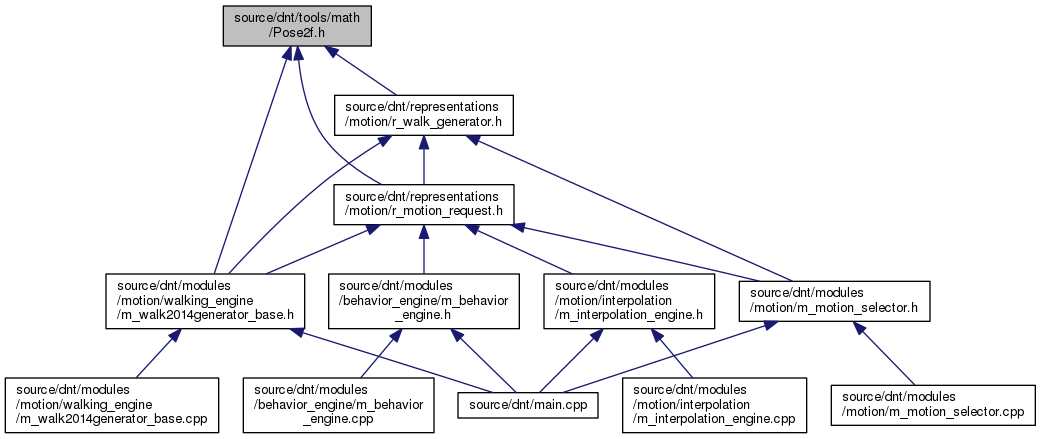 source/dnt/tools/math
/Pose2f.h
source/dnt/representations
/motion/r_walk_generator.h
source/dnt/representations
/motion/r_motion_request.h
source/dnt/modules
/motion/walking_engine
/m_walk2014generator_base.h
source/dnt/modules
/behavior_engine/m_behavior
_engine.h
source/dnt/modules
/motion/interpolation
/m_interpolation_engine.h
source/dnt/modules
/motion/m_motion_selector.h
source/dnt/modules
/motion/walking_engine
/m_walk2014generator_base.cpp
source/dnt/modules
/behavior_engine/m_behavior
_engine.cpp
source/dnt/main.cpp
source/dnt/modules
/motion/interpolation
/m_interpolation_engine.cpp
source/dnt/modules
/motion/m_motion_selector.cpp